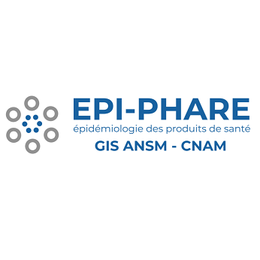 EPI-PHARE
épidémiologie des produits de santé
GIS ANSM - CNAM